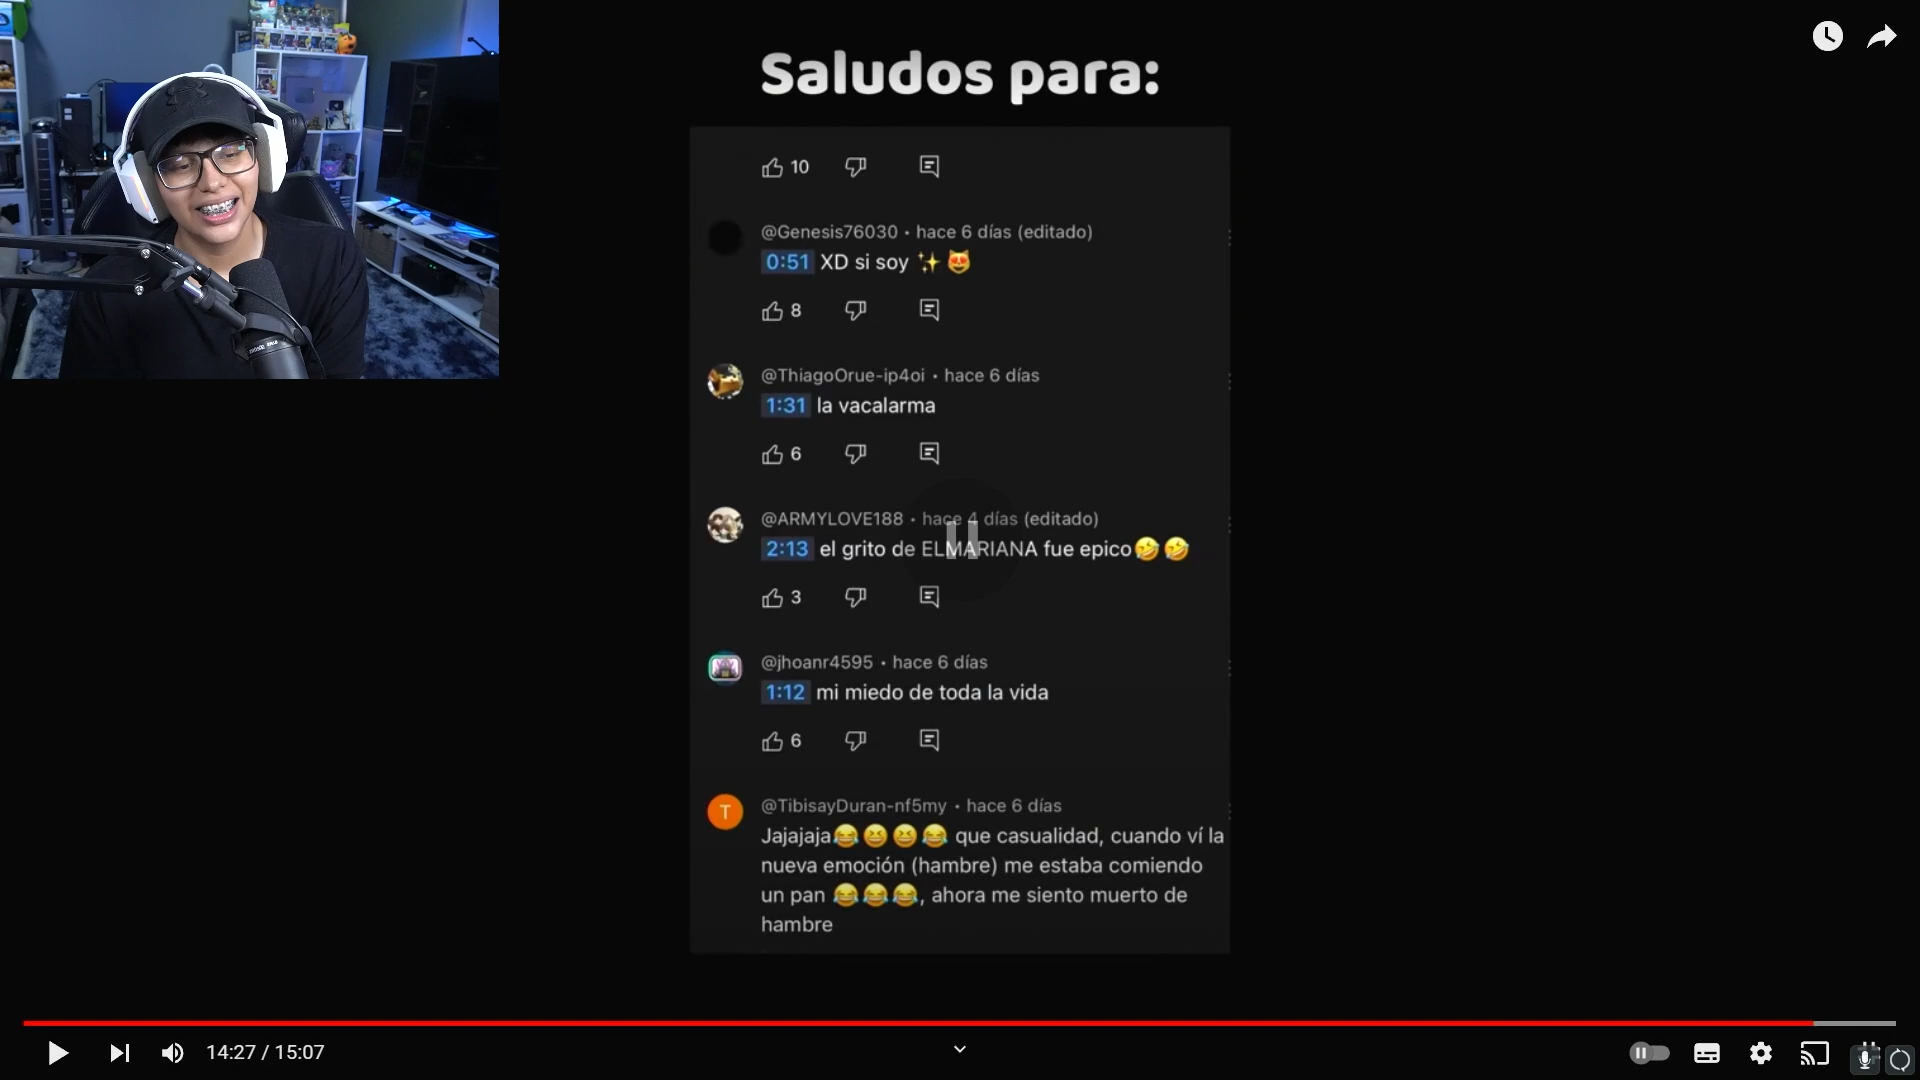 Saludos para:
10
@Genesis76030 • hace 6 días (editado)
0:51 XD si soy ✨😻
8
@ThiagoOrue-ip4oi • hace 6 días
1:31 la vacalarma
6
@ARMYLOVE188 • hace 4 días (editado)
2:13 el grito de ELMARIANA fue epico🤣🤣
3
@jhoanr4595 • hace 6 días
1:12 mi miedo de toda la vida
6
T
@TibisayDuran-nf5my • hace 6 días
Jajajaja😂😆😆😂 que casualidad, cuando ví la
nueva emoción (hambre) me estaba comiendo
un pan 😂😂😂, ahora me siento muerto de
hambre
14:27 / 15:07